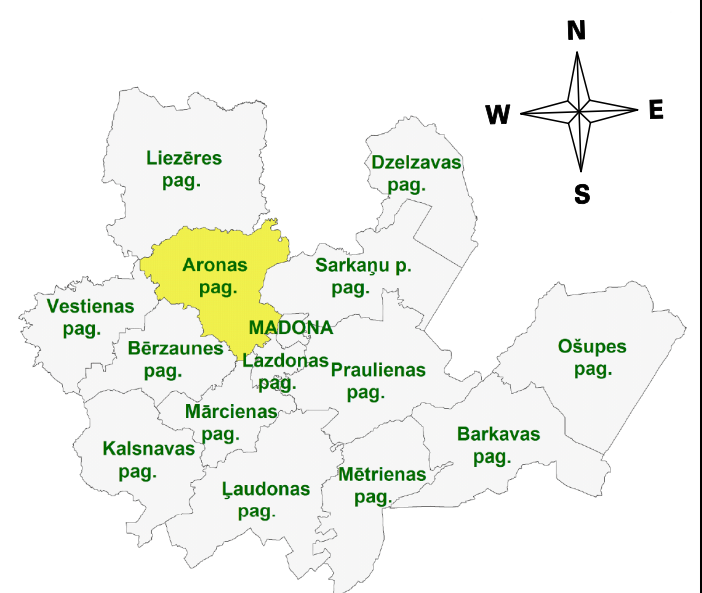 N
W
E
S
Liezēres
pag.
Dzelzavas
pag.
Aronas
pag.
Sarkaņu p.
pag.
Vestienas
pag.
MADONA
Bērzaunes
pag.
Lazdonas
pag.
Praulienas
pag.
Ošupes
pag.
Mārcienas
pag.
Kalsnavas
pag.
Barkavas
pag.
Ļaudonas
pag.
Mētrienas
pag.